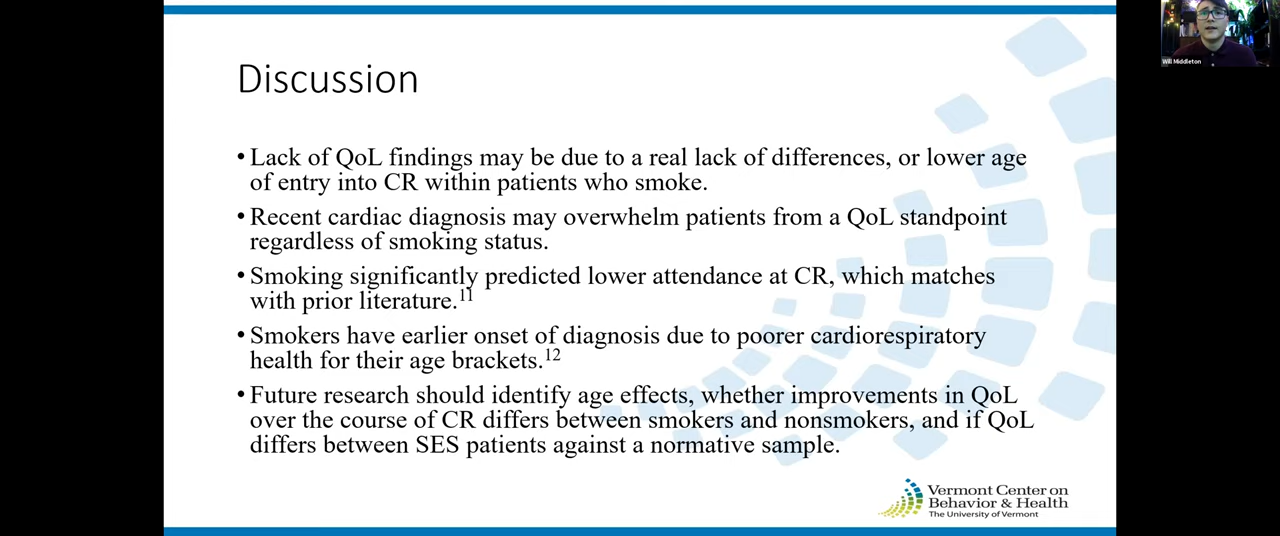 Discussion
• Lack of QoL findings may be due to a real lack of differences, or lower age
of entry into CR within patients who smoke.
• Recent cardiac diagnosis may overwhelm patients from a QoL standpoint
regardless of smoking status.
• Smoking significantly predicted lower attendance at CR, which matches
with prior literature.¹¹
• Smokers have earlier onset of diagnosis due to poorer cardiorespiratory
health for their age brackets.¹²
• Future research should identify age effects, whether improvements in QoL
over the course of CR differs between smokers and nonsmokers, and if QoL
differs between SES patients against a normative sample.
Vermont Center on
Behavior & Health
The University of Vermont
Will Middleton